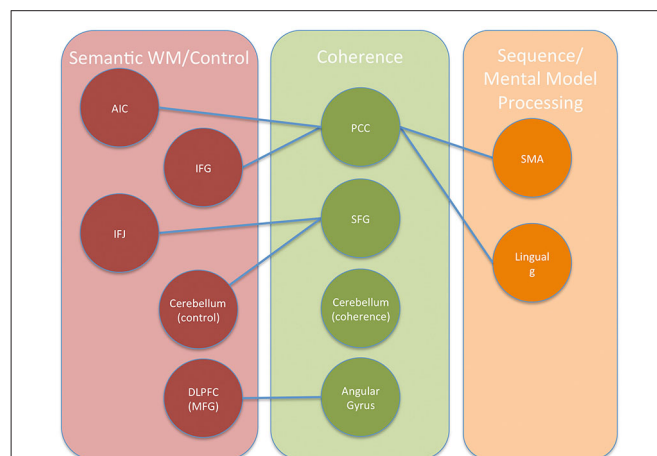 Semantic WM/Control
AIC
IFG
IFJ
Cerebellum
(control)
DLPFC
(MFG)
Coherence
PCC
SFG
Cerebellum
(coherence)
Angular
Gyrus
Sequence/
Mental Model
Processing
SMA
Lingual
g